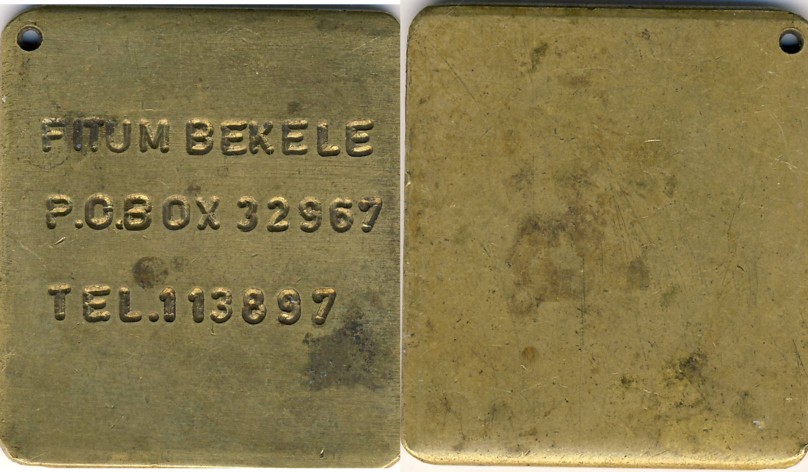 FITUM BEKELE
P.O.BOX 32967
TEL.113897